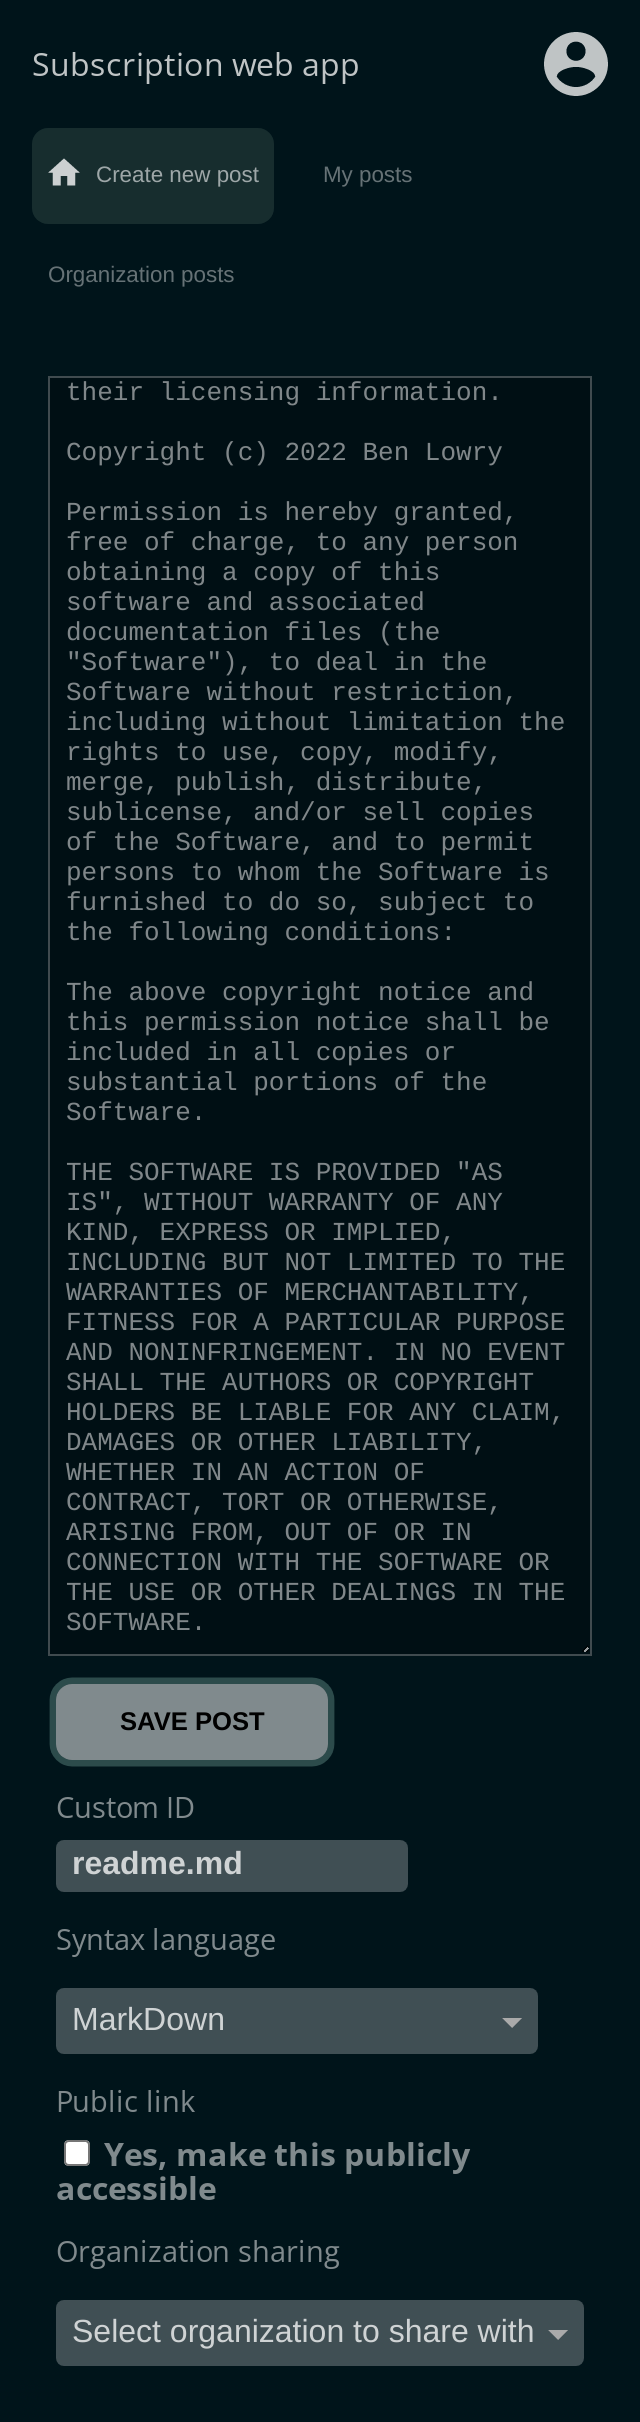 Subscription web app
Create new post
My posts
Organization posts
their licensing information.
Copyright (c) 2022 Ben Lowry
Permission is hereby granted,
free of charge, to any person
obtaining a copy of this
software and associated
documentation files (the
"Software"), to deal in the
Software without restriction,
including without limitation the
rights to use, copy, modify,
merge, publish, distribute,
sublicense, and/or sell copies
of the Software, and to permit
persons to whom the Software is
furnished to do so, subject to
the following conditions:
The above copyright notice and
this permission notice shall be
included in all copies or
substantial portions of the
Software.
THE SOFTWARE IS PROVIDED "AS
IS", WITHOUT WARRANTY OF ANY
KIND, EXPRESS OR IMPLIED,
INCLUDING BUT NOT LIMITED TO THE
WARRANTIES OF MERCHANTABILITY,
FITNESS FOR A PARTICULAR PURPOSE
AND NONINFRINGEMENT. IN NO EVENT
SHALL THE AUTHORS OR COPYRIGHT
HOLDERS BE LIABLE FOR ANY CLAIM,
DAMAGES OR OTHER LIABILITY,
WHETHER IN AN ACTION OF
CONTRACT, TORT OR OTHERWISE,
ARISING FROM, OUT OF OR IN
CONNECTION WITH THE SOFTWARE OR
THE USE OR OTHER DEALINGS IN THE
SOFTWARE.
SAVE POST
Custom ID
readme.md
Syntax language
MarkDown
Public link
Yes, make this publicly
accessible
Organization sharing
Select organization to share with